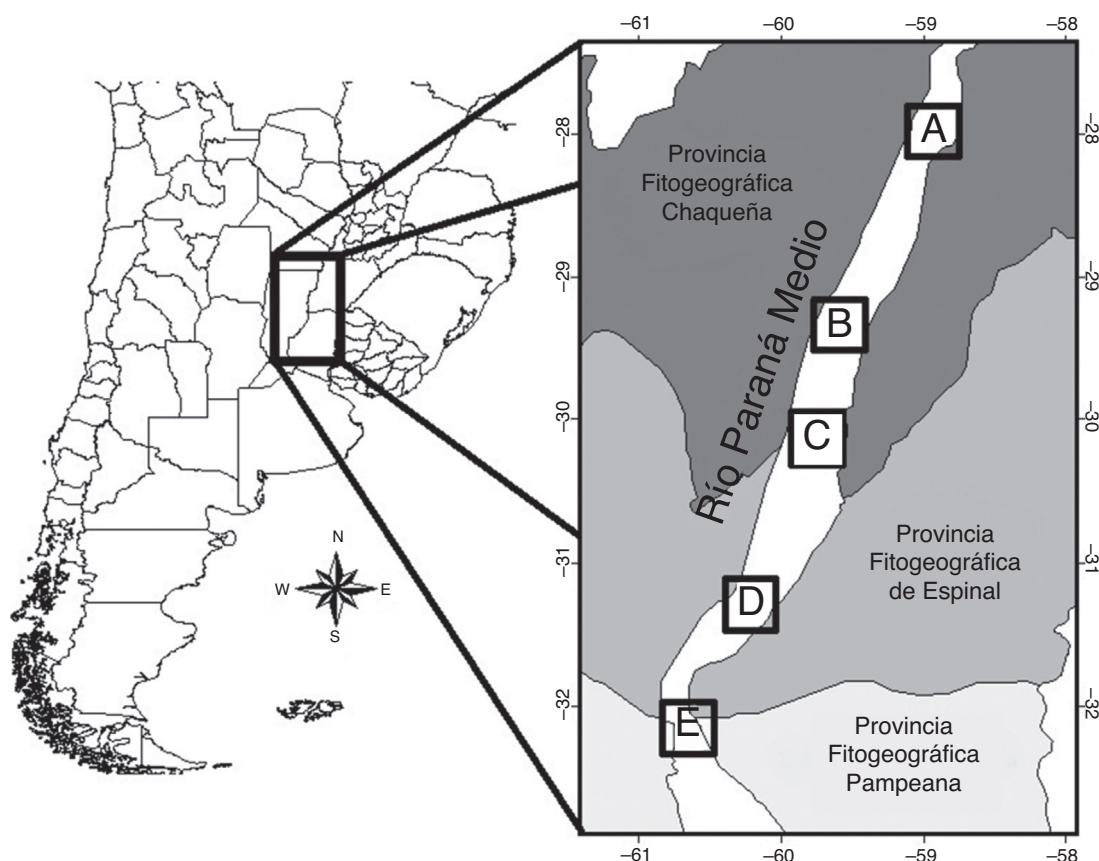 –61
–60
–59
–58
–28
–29
–30
–31
–32
A
B
C
D
E
Provincia
Fitogeográfica
Chaqueña
Río Paraná Medio
Provincia
Fitogeográfica
de Espinal
Provincia
Fitogeográfica
Pampeana
N
W
E
S
–28
–29
–30
–31
–32
–61
–60
–59
–58